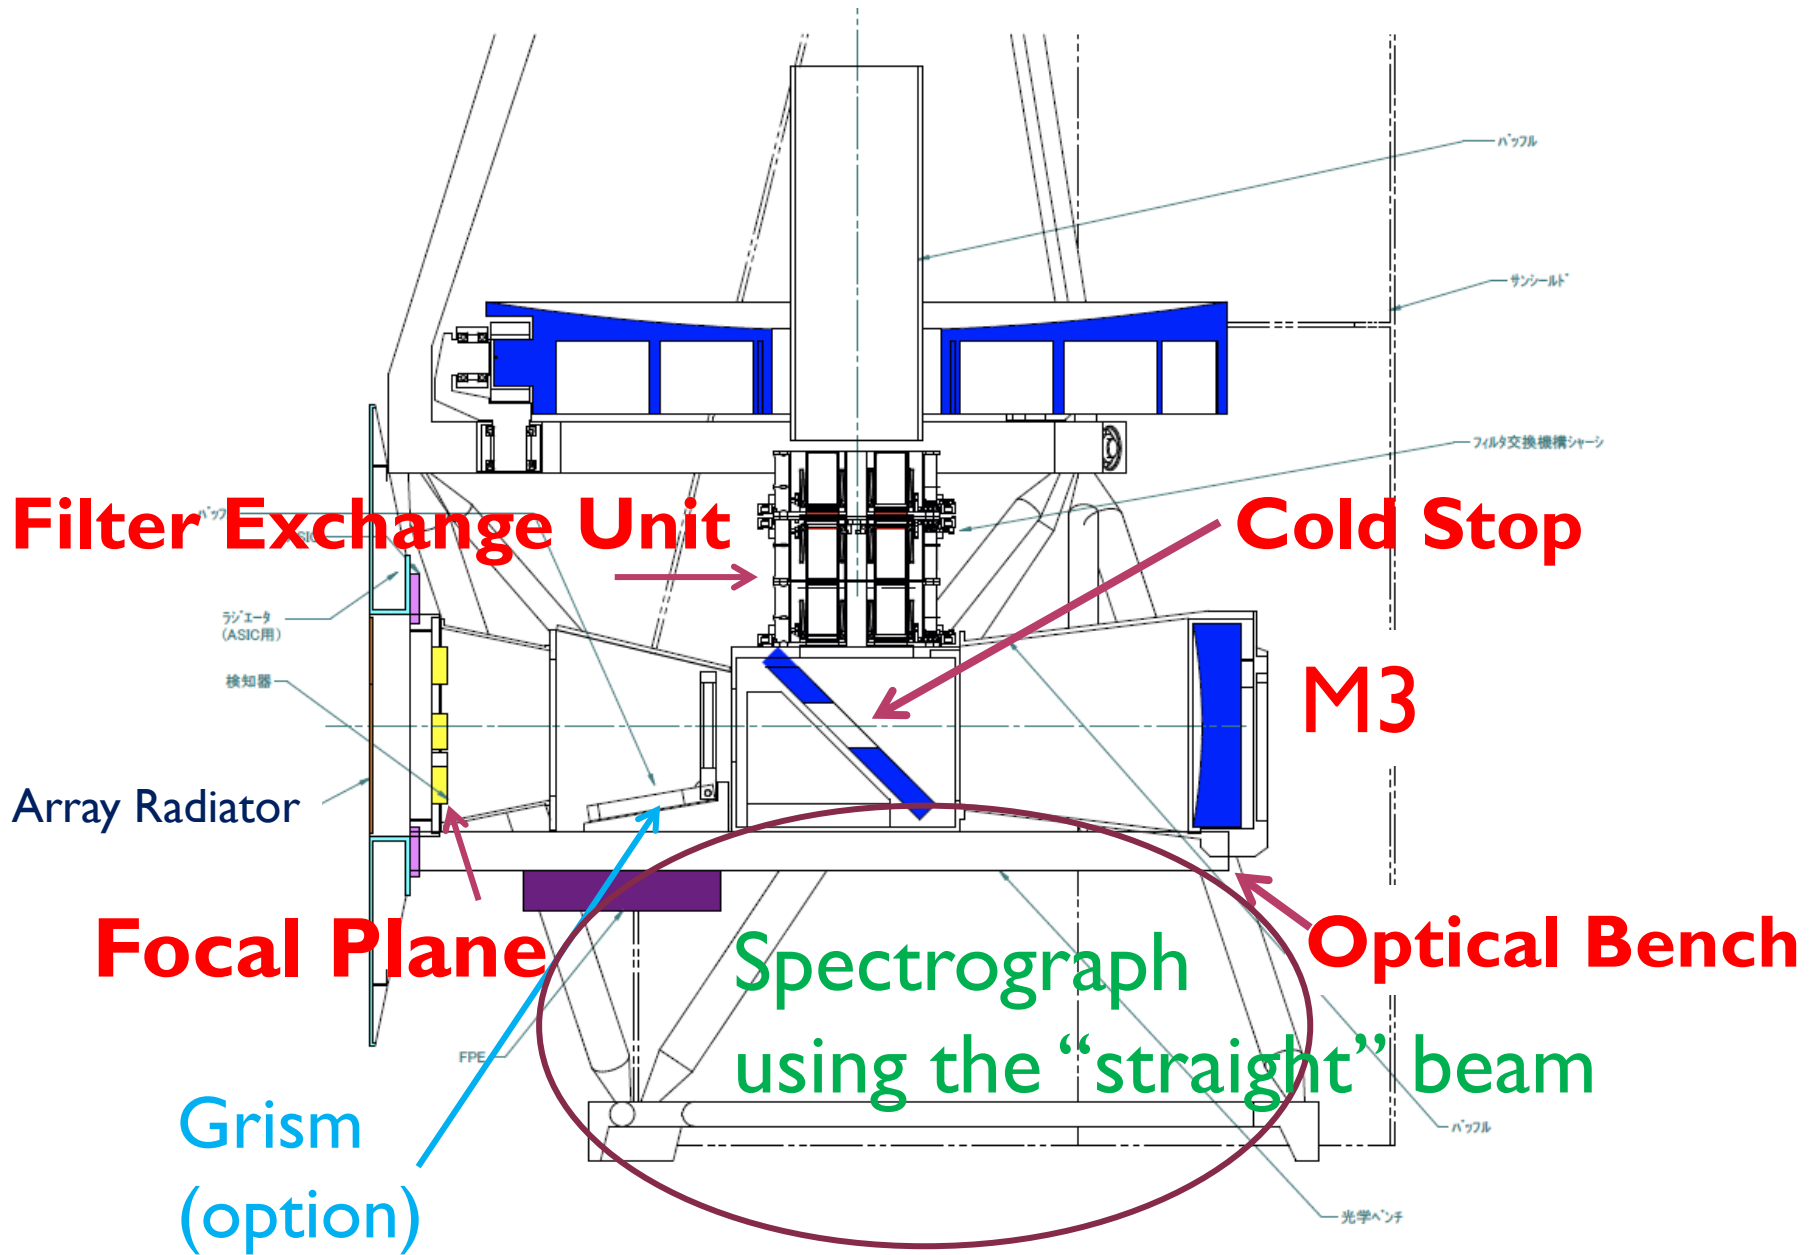 バッフル
サンシールド
フィルタ交換機構シャーシ
Filter Exchange Unit
Cold Stop
ラジエータ
(ASIC用)
検知器
M3
Array Radiator
Focal Plane
Optical Bench
Spectrograph
using the “straight” beam
FPE
Grism
(option)
バッフル
光学ベンチ